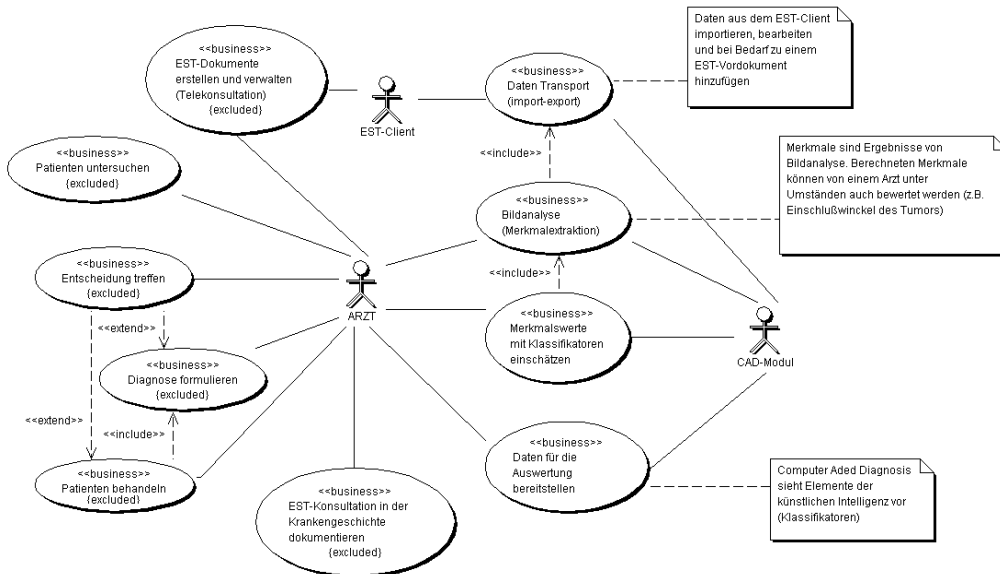 <<business>>
EST-Dokumente
erstellen und verwalten
(Telekonsultation)
{excluded}
EST-Client
<<business>>
Daten Transport
(import-export)
Daten aus dem EST-Client
importieren, bearbeiten
und bei Bedarf zu einem
EST-Vordokument
hinzufügen
<<business>>
Patienten untersuchen
{excluded}
<<include>>
Merkmale sind Ergebnisse von
Bildanalyse. Berechneten Merkmale
können von einem Arzt unter
Umständen auch bewertet werden (z.B.
Einschlußwinckel des Tumors)
<<business>>
Bildanalyse
(Merkmalextraktion)
<<include>>
<<business>>
Entscheidung treffen
{excluded}
ARZT
<<extend>>
<<business>>
Merkmalswerte
mit Klassifikatoren
einschätzen
CAD-Modul
<<business>>
Diagnose formulieren
{excluded}
<<extend>>
<<include>>
<<business>>
Patienten behandeln
{excluded}
<<business>>
EST-Konsultation in der
Krankengeschichte
dokumentieren
{excluded}
<<business>>
Daten für die
Auswertung
bereitstellen
Computer Aded Diagnosis
sieht Elemente der
künstlichen Intelligenz vor
(Klassifikatoren)